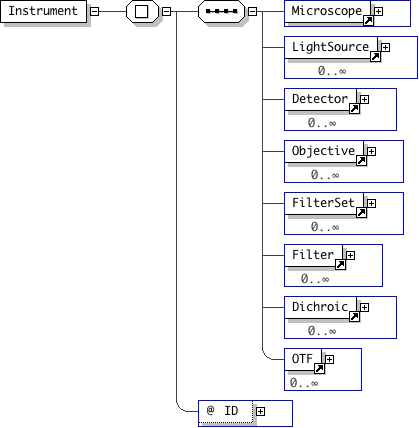 Instrument
Microscope
LightSource
0..∞
Detector
0..∞
Objective
0..∞
FilterSet
0..∞
Filter
0..∞
Dichroic
0..∞
OTF
0..∞
@ ID